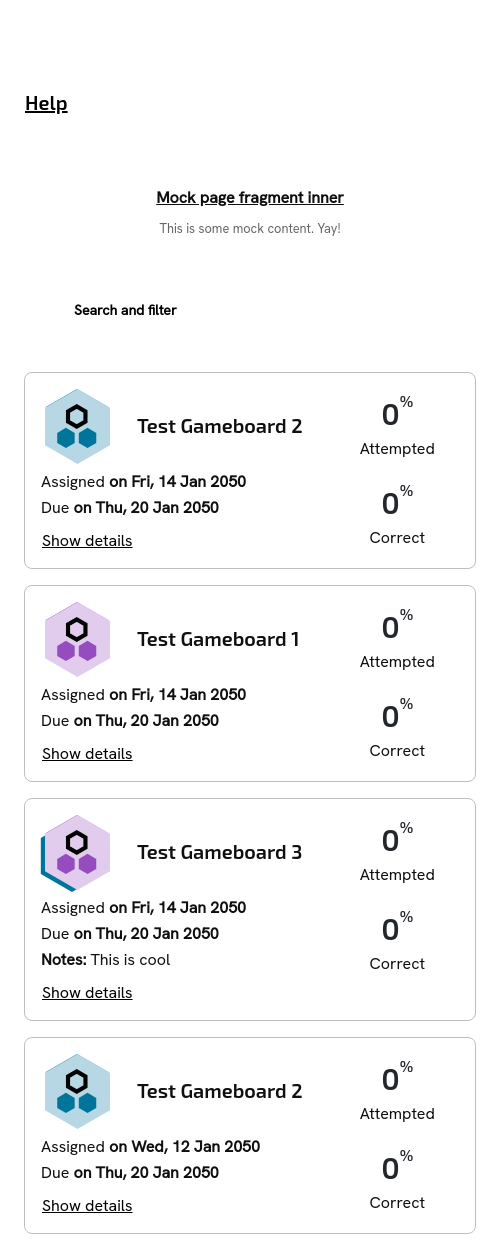 Help
Mock page fragment inner
This is some mock content. Yay!
Search and filter
Test Gameboard 2
0%
Attempted
Assigned on Fri, 14 Jan 2050
Due on Thu, 20 Jan 2050
0%
Correct
Show details
Test Gameboard 1
0%
Attempted
Assigned on Fri, 14 Jan 2050
Due on Thu, 20 Jan 2050
0%
Correct
Show details
Test Gameboard 3
0%
Attempted
Assigned on Fri, 14 Jan 2050
Due on Thu, 20 Jan 2050
Notes: This is cool
0%
Correct
Show details
Test Gameboard 2
0%
Attempted
Assigned on Wed, 12 Jan 2050
Due on Thu, 20 Jan 2050
0%
Correct
Show details